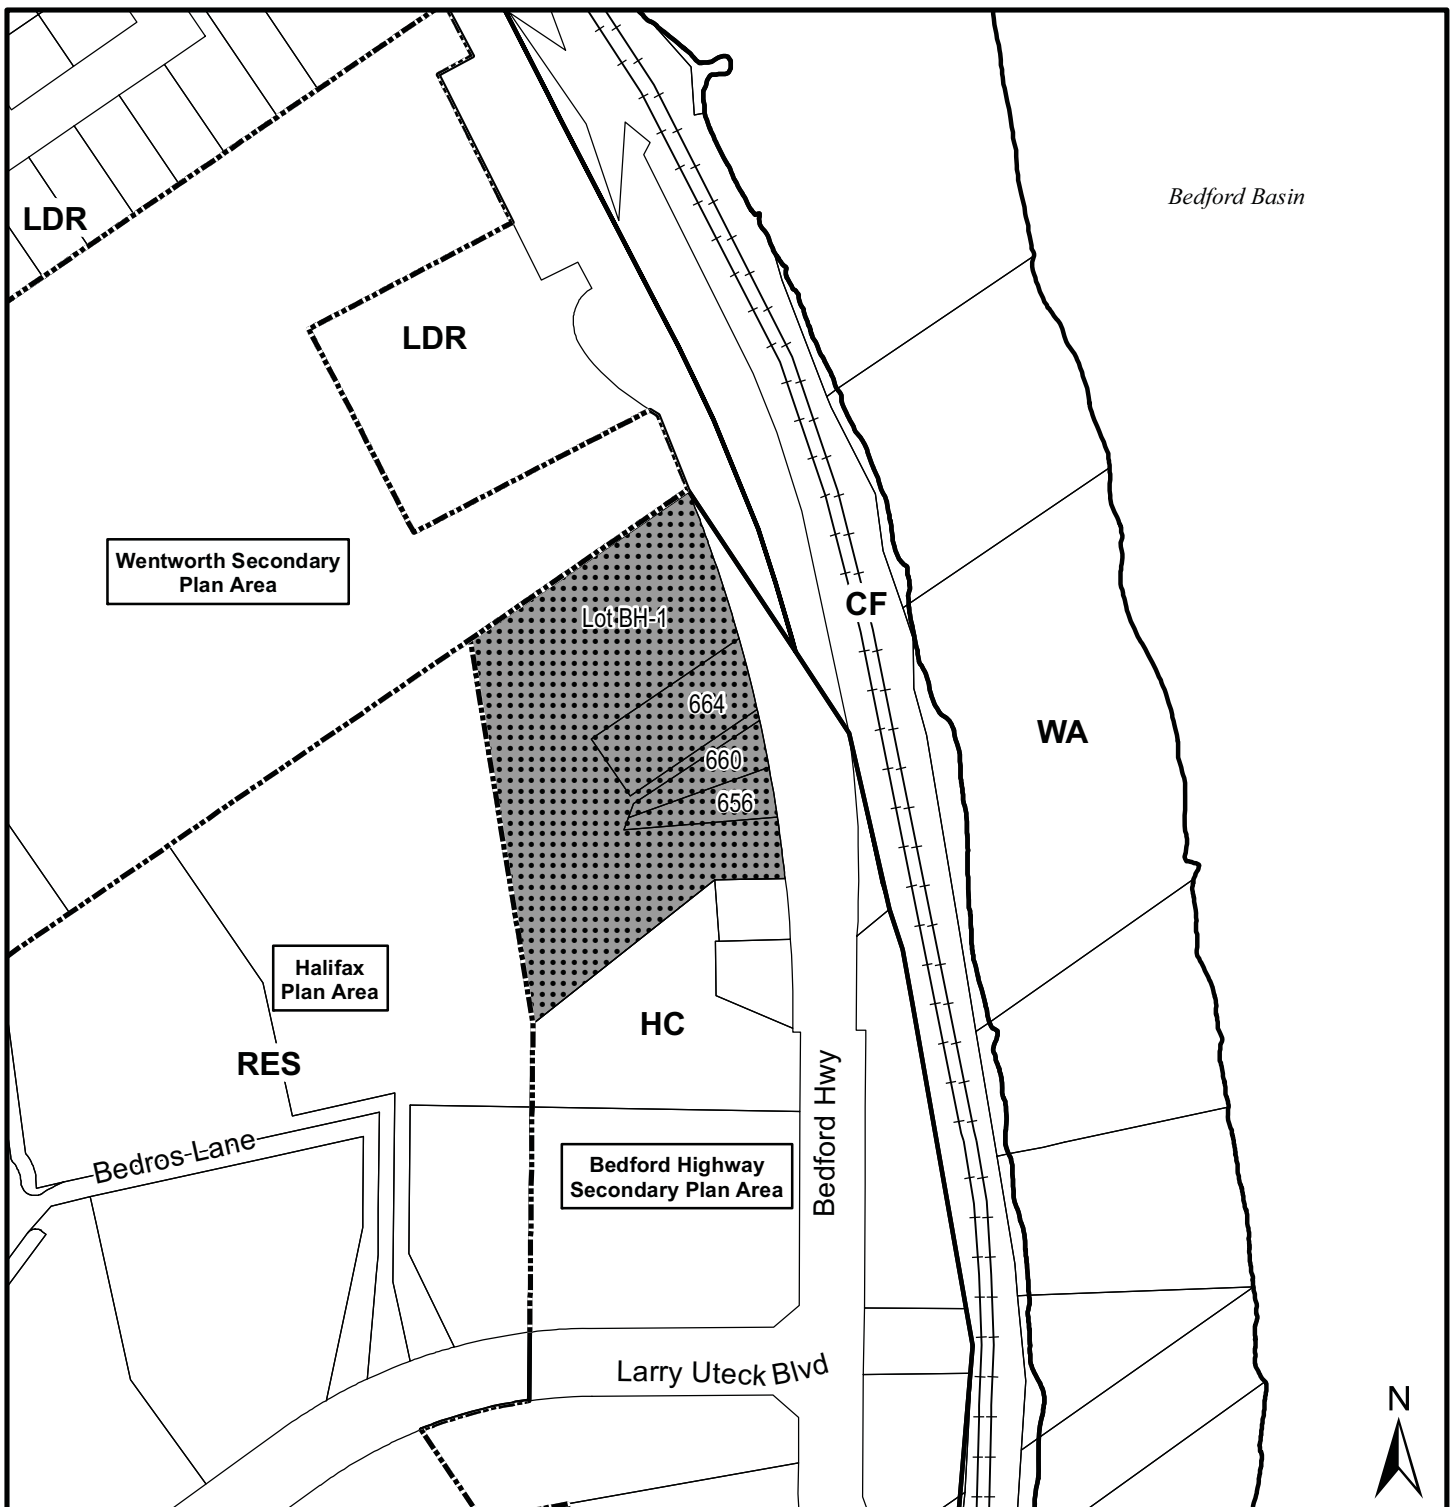 Bedford Basin
LDR
LDR
Wentworth Secondary
Plan Area
CF
Lot BH-1
664
WA
660
656
Halifax
Plan Area
HC
RES
Bedford Hwy
Bedros Lane
Bedford Highway
Secondary Plan Area
Larry Uteck Blvd
N